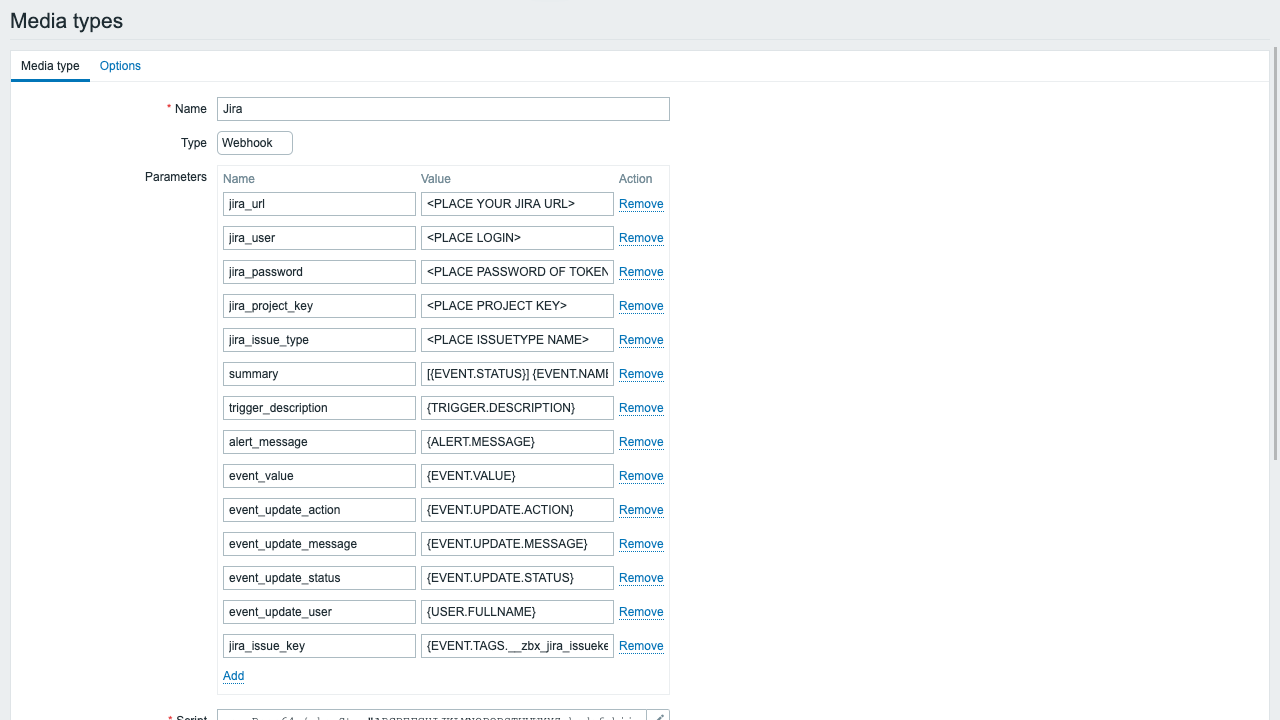 Media types
Media type Options
* Name Jira
Type Webhook
Parameters Name Value Action
jira_url <PLACE YOUR JIRA URL> Remove
jira_user <PLACE LOGIN> Remove
jira_password <PLACE PASSWORD OF TOKEN Remove
jira_project_key <PLACE PROJECT KEY> Remove
jira_issue_type <PLACE ISSUETYPE NAME> Remove
summary [{EVENT.STATUS}] {EVENT.NAME Remove
trigger_description {TRIGGER.DESCRIPTION} Remove
alert_message {ALERT.MESSAGE} Remove
event_value {EVENT.VALUE} Remove
event_update_action {EVENT.UPDATE.ACTION} Remove
event_update_message {EVENT.UPDATE.MESSAGE} Remove
event_update_status {EVENT.UPDATE.STATUS} Remove
event_update_user {USER.FULLNAME} Remove
jira_issue_key {EVENT.TAGS.__zbx_jira_issueke Remove
Add
* Script